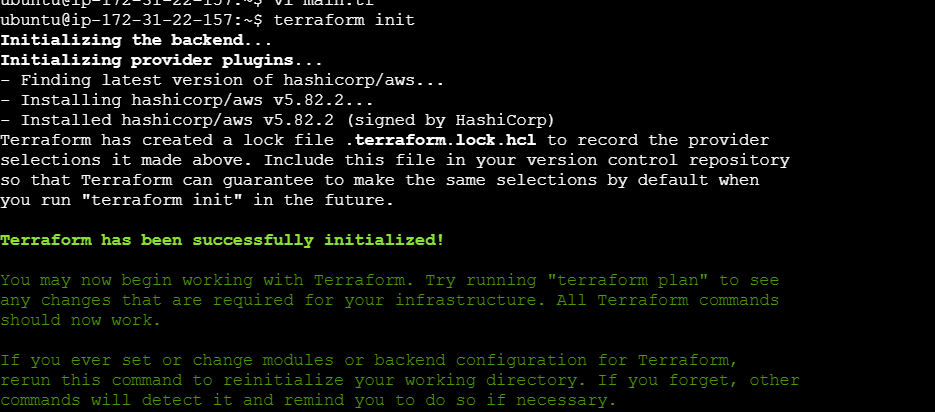 ubuntu@ip-172-31-22-157:~$ vi main.tf
ubuntu@ip-172-31-22-157:~$ terraform init
Initializing the backend...
Initializing provider plugins...
- Finding latest version of hashicorp/aws...
- Installing hashicorp/aws v5.82.2...
- Installed hashicorp/aws v5.82.2 (signed by HashiCorp)
Terraform has created a lock file .terraform.lock.hcl to record the provider
selections it made above. Include this file in your version control repository
so that Terraform can guarantee to make the same selections by default when
you run "terraform init" in the future.
Terraform has been successfully initialized!
You may now begin working with Terraform. Try running "terraform plan" to see
any changes that are required for your infrastructure. All Terraform commands
should now work.
If you ever set or change modules or backend configuration for Terraform,
rerun this command to reinitialize your working directory. If you forget, other
commands will detect it and remind you to do so if necessary.